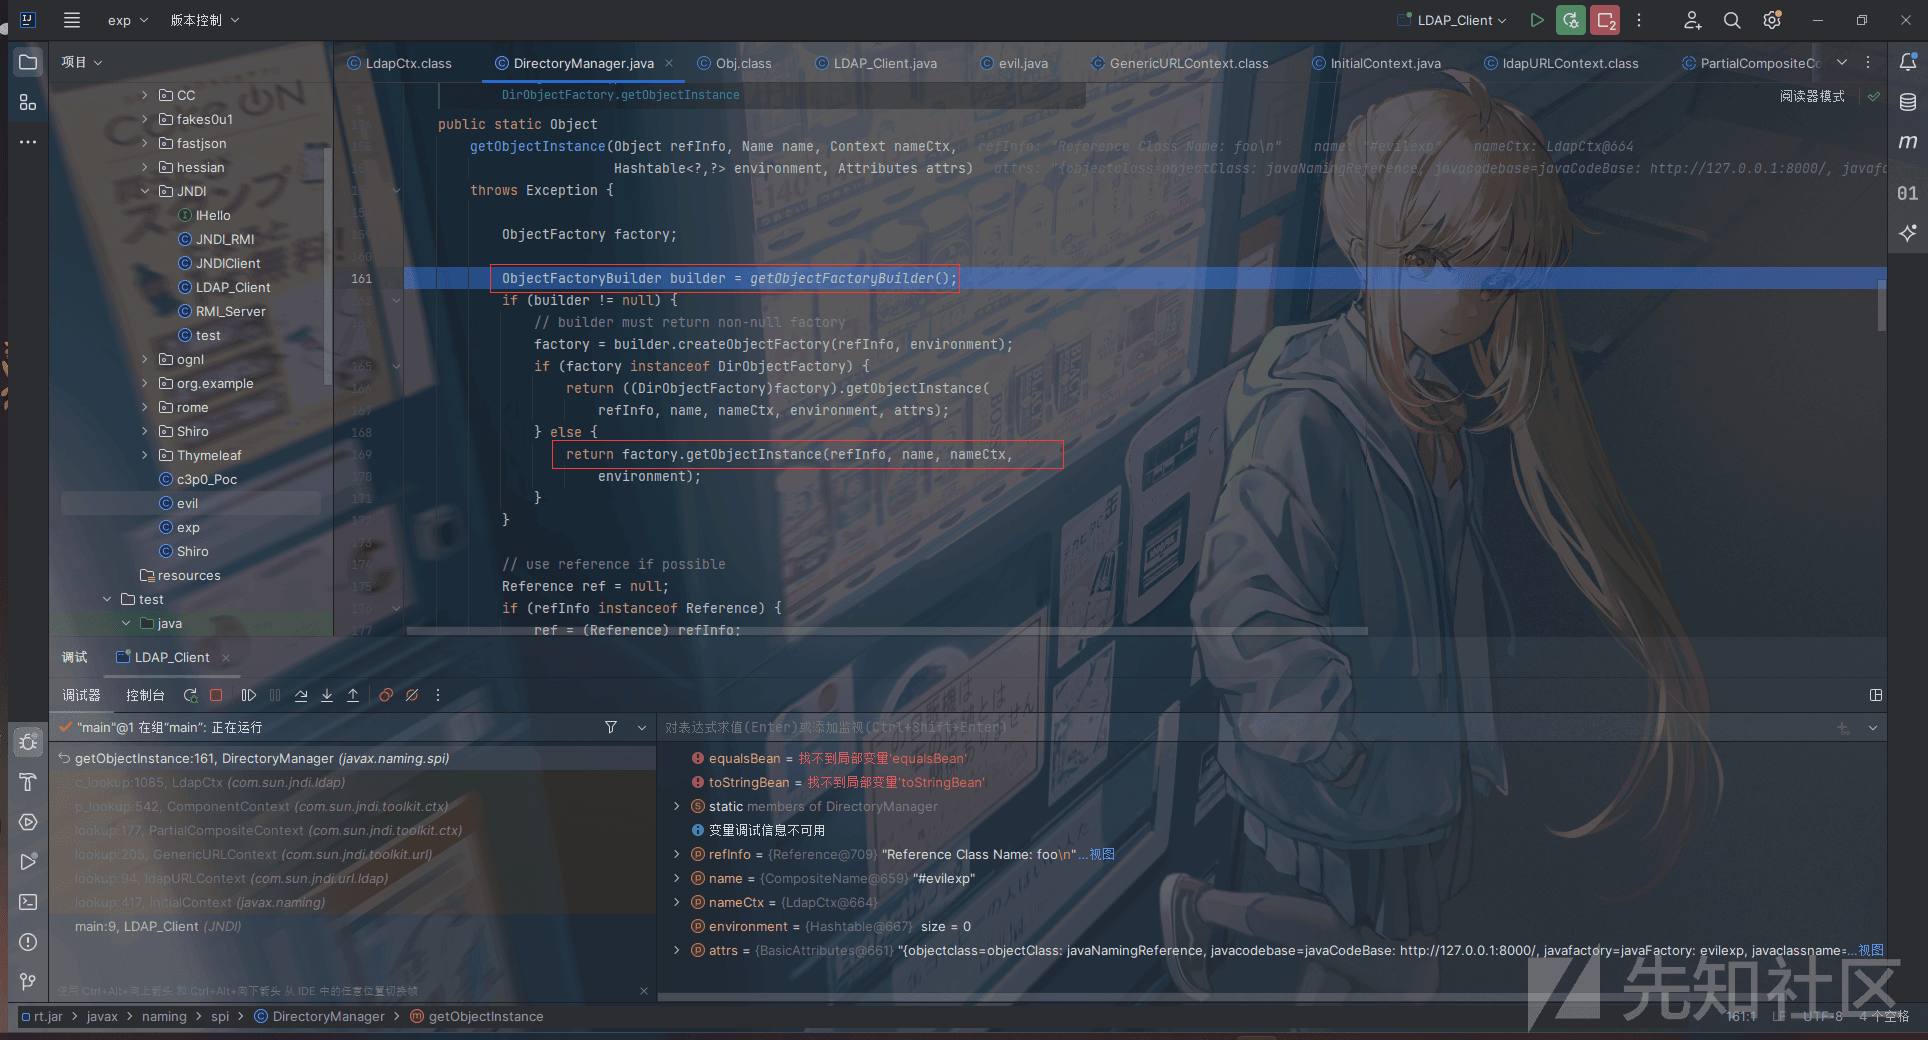 exp 版本控制 LDAP_Client
项目
LdapCtx.class DirectoryManager.java Obj.class LDAP_Client.java evil.java GenericURLContext.class InitialContext.java ldapURLContext.class PartialCompositeCo
阅读器模式
CC
fakes0u1
fastjson
hessian
JNDI
IHello
JNDI_RMI
JNDIClient
LDAP_Client
RMI_Server
test
ognl
org.example
rome
Shiro
Thymeleaf
c3p0_Poc
evil
exp
Shiro
resources
test
java
DirObjectFactory.getObjectInstance
public static Object
getObjectInstance(Object refInfo, Name name, Context nameCtx, refInfo: "Reference Class Name: foo\n" name: "#evilexp" nameCtx: LdapCtx@664
Hashtable<?,?> environment, Attributes attrs) attrs: "{objectclass=objectClass: javaNamingReference, javacodebase=javaCodeBase: http://127.0.0.1:8000/, javafa
throws Exception {
ObjectFactory factory;
161 ObjectFactoryBuilder builder = getObjectFactoryBuilder();
if (builder != null) {
// builder must return non-null factory
factory = builder.createObjectFactory(refInfo, environment);
if (factory instanceof DirObjectFactory) {
return ((DirObjectFactory)factory).getObjectInstance(
refInfo, name, nameCtx, environment, attrs);
168 } else {
169 return factory.getObjectInstance(refInfo, name, nameCtx,
170 environment);
171 }
172 }
173
174 // use reference if possible
175 Reference ref = null;
176 if (refInfo instanceof Reference) {
177 ref = (Reference) refInfo;
调试 LDAP_Client
调试器 控制台
"main"@1 在组"main": 正在运行
getObjectInstance:161, DirectoryManager (javax.naming.spi)
c_lookup:1085, LdapCtx (com.sun.jndi.ldap)
p_lookup:542, ComponentContext (com.sun.jndi.toolkit.ctx)
lookup:177, PartialCompositeContext (com.sun.jndi.toolkit.ctx)
lookup:205, GenericURLContext (com.sun.jndi.toolkit.url)
lookup:94, ldapURLContext (com.sun.jndi.url.ldap)
lookup:417, InitialContext (javax.naming)
main:9, LDAP_Client (JNDI)
使用 Ctrl+Alt+向上箭头 和 Ctrl+Alt+向下箭头 从 IDE 中的任意位置切换帧
对表达式求值(Enter)或添加监视(Ctrl+Shift+Enter)
equalsBean = 找不到局部变量'equalsBean'
toStringBean = 找不到局部变量'toStringBean'
static members of DirectoryManager
变量调试信息不可用
refInfo = {Reference@709} "Reference Class Name: foo\n"...视图
name = {CompositeName@659} "#evilexp"
nameCtx = {LdapCtx@664}
environment = {Hashtable@667} size = 0
attrs = {BasicAttributes@661} "{objectclass=objectClass: javaNamingReference, javacodebase=javaCodeBase: http://127.0.0.1:8000/, javafactory=javaFactory: evilexp, javaclassname=...视图
先知社区
rt.jar javax naming spi DirectoryManager getObjectInstance
161:1 LF UTF-8 4 个空格